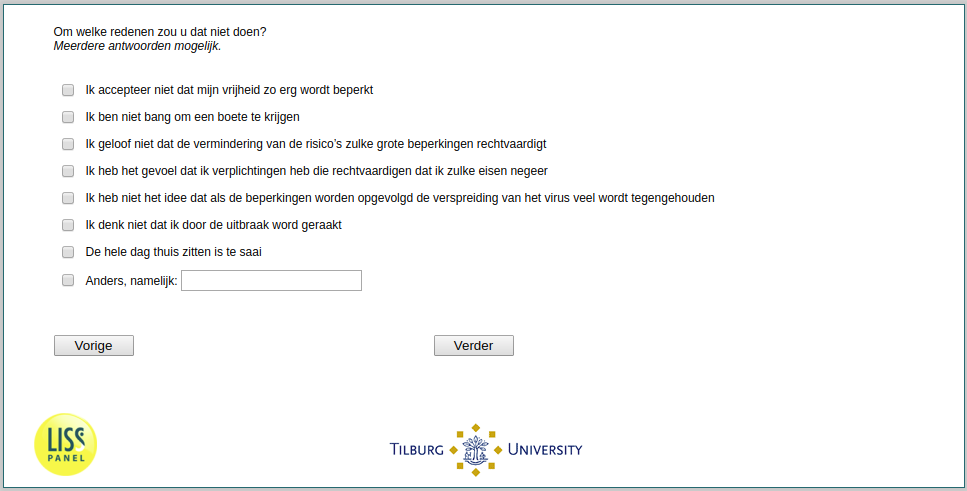 Om welke redenen zou u dat niet doen?
Meerdere antwoorden mogelijk.
Ik accepteer niet dat mijn vrijheid zo erg wordt beperkt
Ik ben niet bang om een boete te krijgen
Ik geloof niet dat de vermindering van de risico's zulke grote beperkingen rechtvaardigt
Ik heb het gevoel dat ik verplichtingen heb die rechtvaardigen dat ik zulke eisen negeer
Ik heb niet het idee dat als de beperkingen worden opgevolgd de verspreiding van het virus veel wordt tegengehouden
Ik denk niet dat ik door de uitbraak word geraakt
De hele dag thuis zitten is te saai
Anders, namelijk:
Vorige
Verder
LISS
PANEL
TILBURG UNIVERSITY